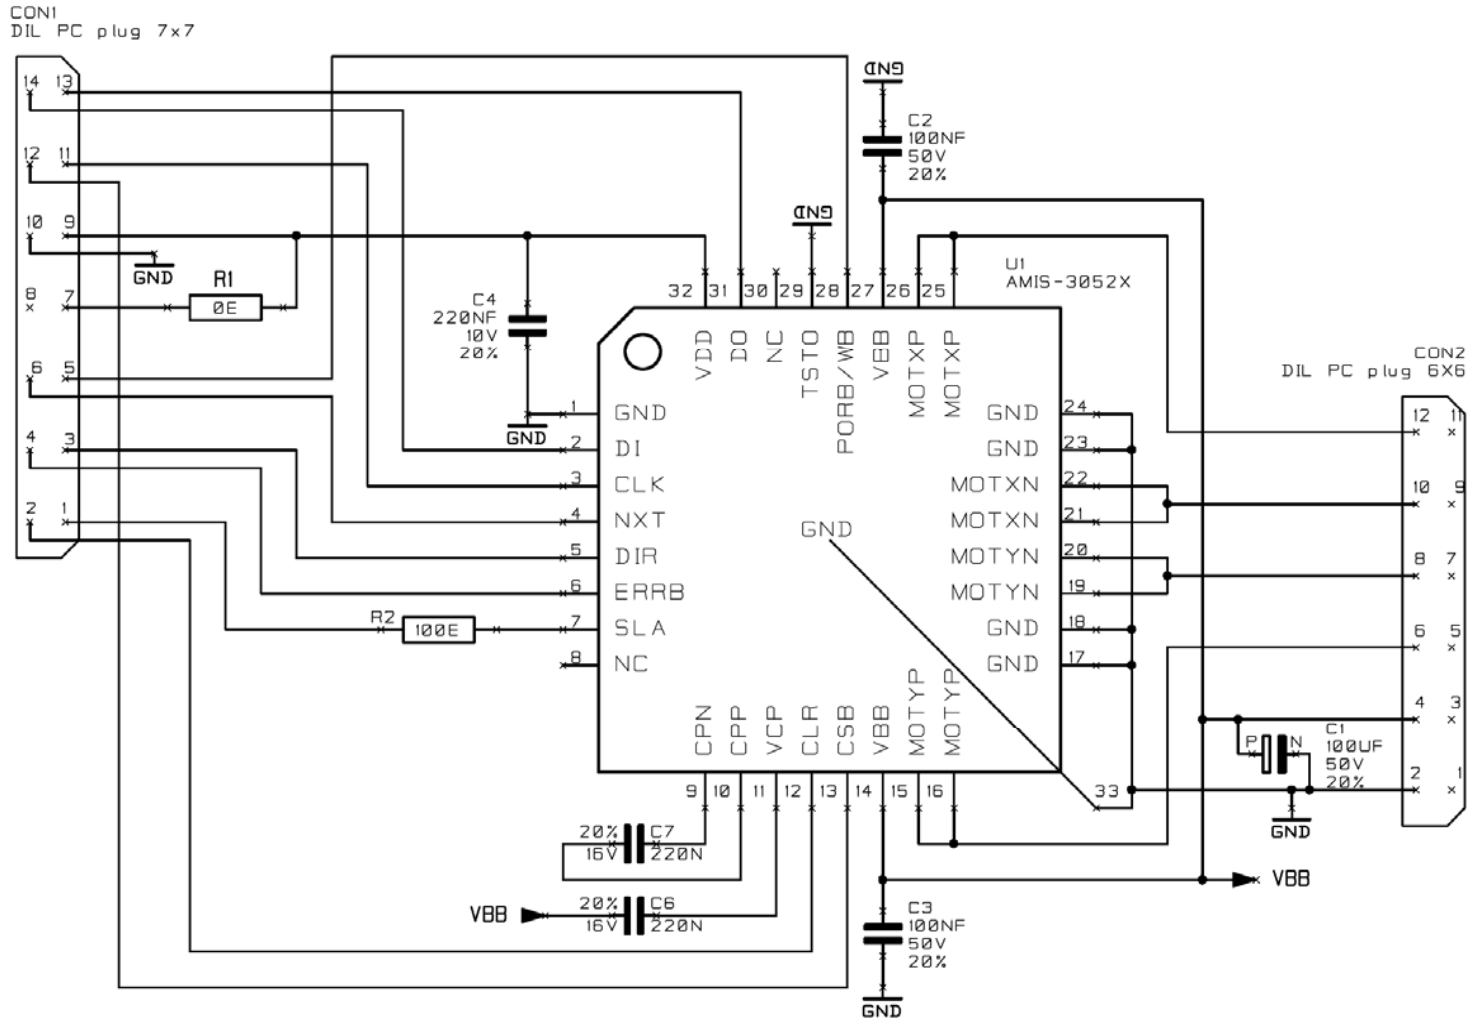 CON1
DIL PC plug 7x7
14 13
12 11
10 9
8 7
6 5
4 3
2 1
GND
R1
0E
C4
220NF
10V
20%
GND
GND
C2
100NF
50V
20%
GND
U1
AMIS-3052X
32 31 30 29 28 27 26 25
VDD
DO
NC
TSTO
PORB/WB
VBB
MOTXP
MOTXP
1 GND
2 DI
3 CLK
4 NXT
5 DIR
6 ERRB
7 SLA
8 NC
R2
100E
GND
GND 24
GND 23
MOTXN 22
MOTXN 21
MOTYN 20
MOTYN 19
GND 18
GND 17
CPN
CPP
VCP
CLR
CSB
VBB
MOTYP
MOTYP
9 10 11 12 13 14 15 16
33
CON2
DIL PC plug 6X6
12 11
10 9
8 7
6 5
4 3
2 1
P N
C1
100UF
50V
20%
GND
VBB
20% C7
16V 220N
VBB
20% C6
16V 220N
C3
100NF
50V
20%
GND